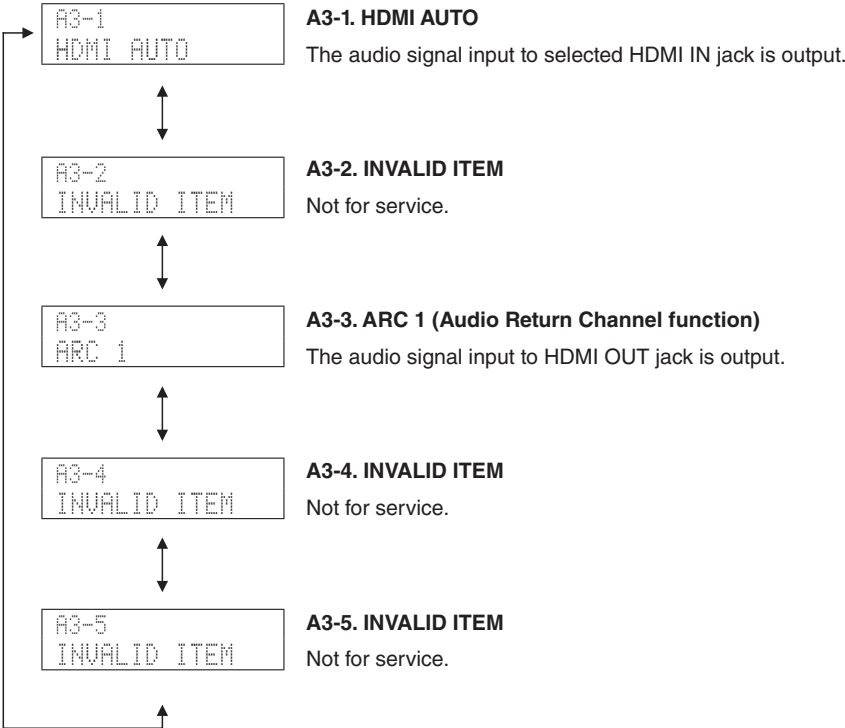 A3-1
HDMI AUTO
A3-1. HDMI AUTO
The audio signal input to selected HDMI IN jack is output.
A3-2
INVALID ITEM
A3-2. INVALID ITEM
Not for service.
A3-3
ARC 1
A3-3. ARC 1 (Audio Return Channel function)
The audio signal input to HDMI OUT jack is output.
A3-4
INVALID ITEM
A3-4. INVALID ITEM
Not for service.
A3-5
INVALID ITEM
A3-5. INVALID ITEM
Not for service.